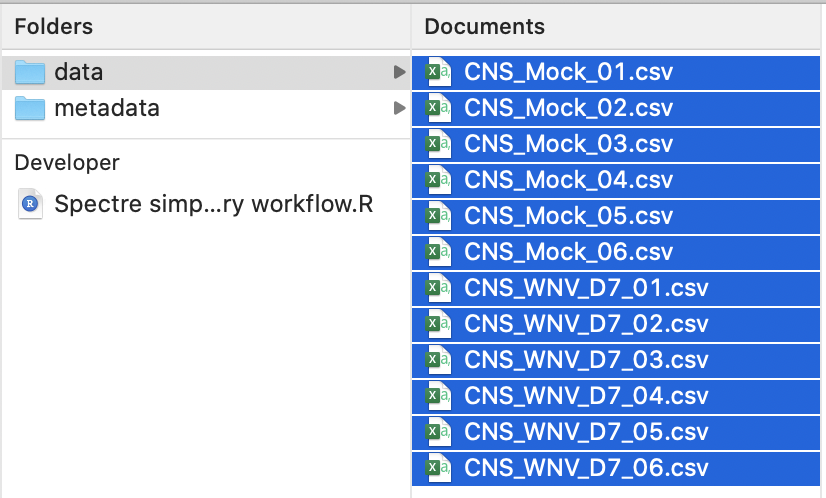 Folders
data
metadata
Developer
Spectre simp...ry workflow.R
Documents
CNS_Mock_01.csv
CNS_Mock_02.csv
CNS_Mock_03.csv
CNS_Mock_04.csv
CNS_Mock_05.csv
CNS_Mock_06.csv
CNS_WNV_D7_01.csv
CNS_WNV_D7_02.csv
CNS_WNV_D7_03.csv
CNS_WNV_D7_04.csv
CNS_WNV_D7_05.csv
CNS_WNV_D7_06.csv